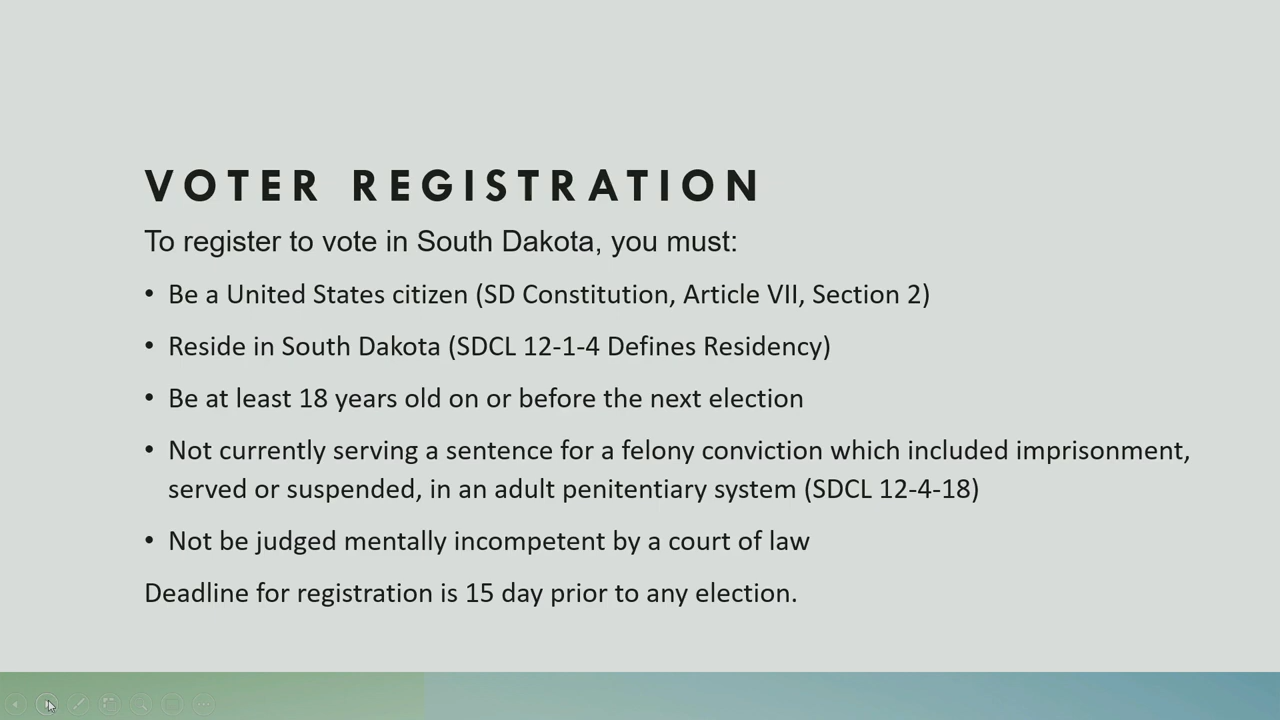 VOTER REGISTRATION
To register to vote in South Dakota, you must:
• Be a United States citizen (SD Constitution, Article VII, Section 2)
• Reside in South Dakota (SDCL 12-1-4 Defines Residency)
• Be at least 18 years old on or before the next election
• Not currently serving a sentence for a felony conviction which included imprisonment,
served or suspended, in an adult penitentiary system (SDCL 12-4-18)
• Not be judged mentally incompetent by a court of law
Deadline for registration is 15 day prior to any election.